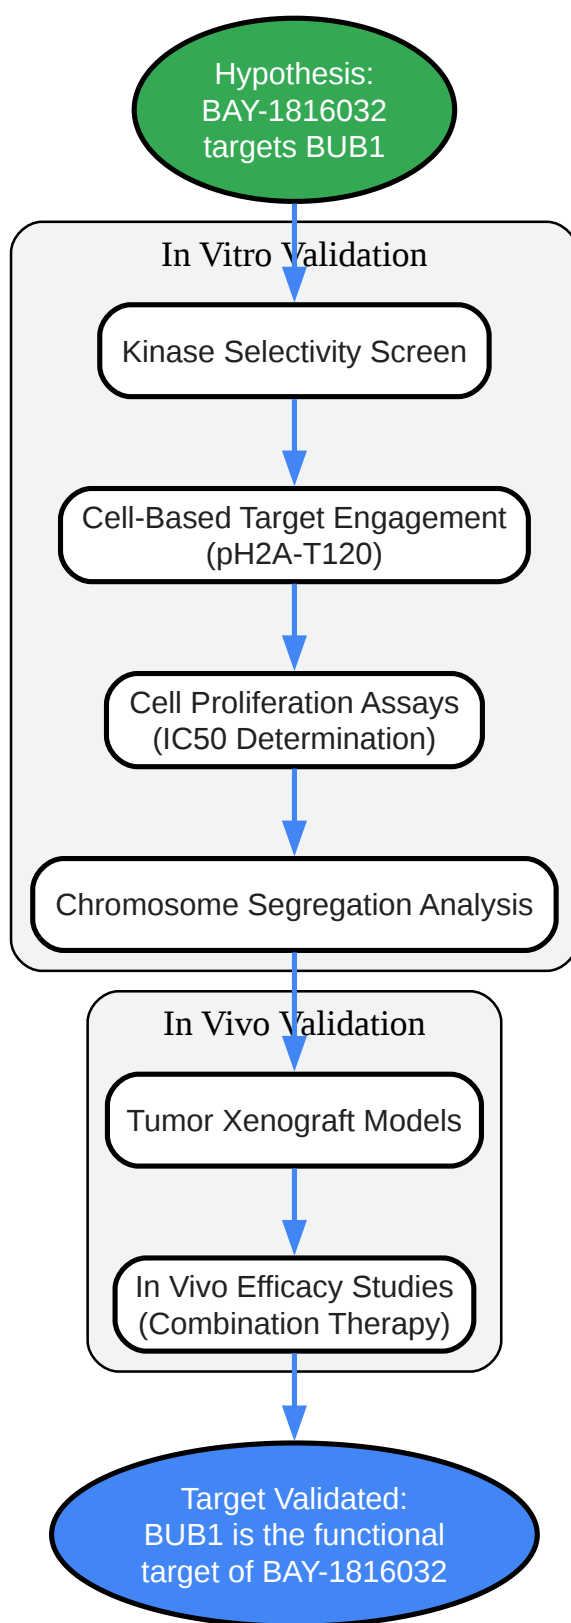 Hypothesis:
BAY-1816032
targets BUB1
In Vitro Validation
Kinase Selectivity Screen
Cell-Based Target Engagement
(pH2A-T120)
Cell Proliferation Assays
(IC50 Determination)
Chromosome Segregation Analysis
In Vivo Validation
Tumor Xenograft Models
In Vivo Efficacy Studies
(Combination Therapy)
Target Validated:
BUB1 is the functional
target of BAY-1816032